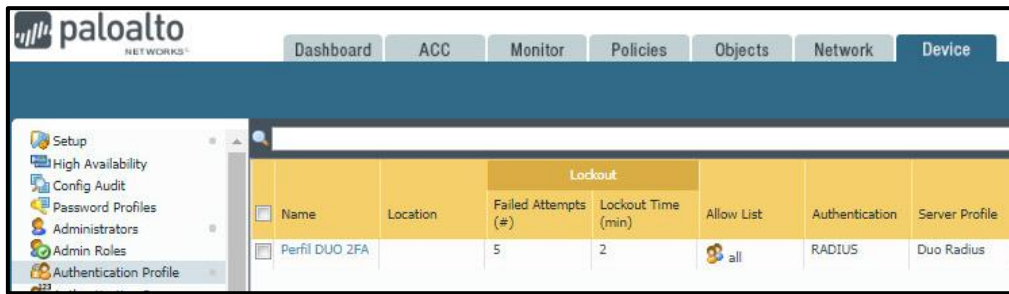 paloalto
NETWORKS
Dashboard ACC Monitor Policies Objects Network Device
Setup
High Availability
Config Audit
Password Profiles
Administrators
Admin Roles
Authentication Profile
Lockout
Name Location Failed Attempts (#) Lockout Time (min) Allow List Authentication Server Profile
Perfil DUO 2FA 5 2 all RADIUS Duo Radius